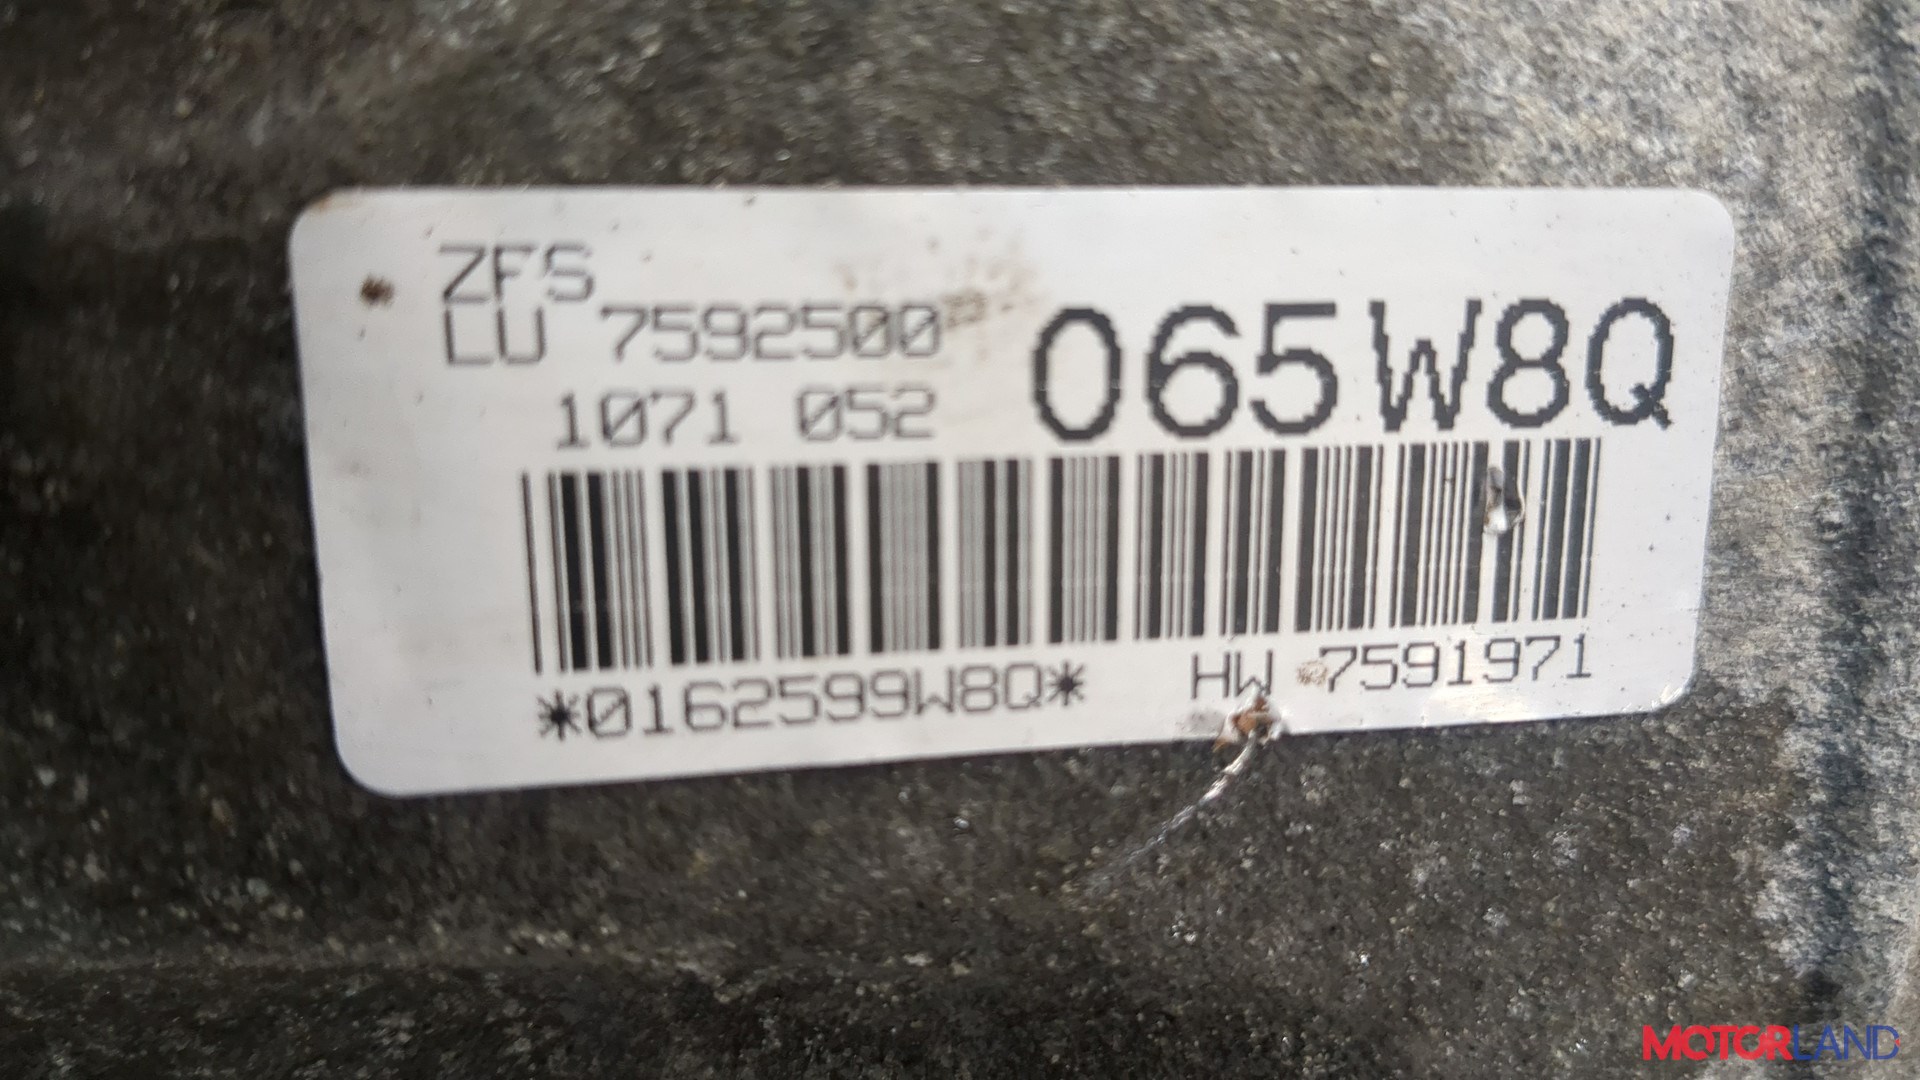 ZFS
LU 7592500
1071 052
065W8Q
*0162599W8Q*
HW 7591971
MOTORLAND